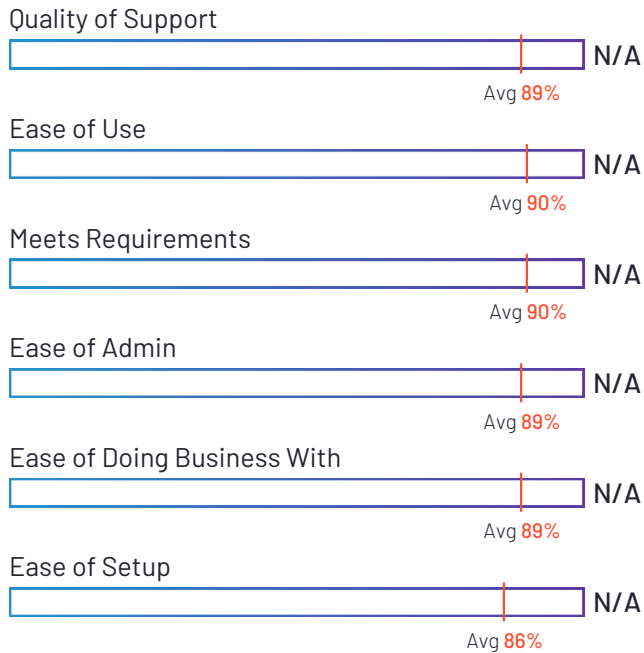 Quality of Support
N/A
Avg 89%
Ease of Use
N/A
Avg 90%
Meets Requirements
N/A
Avg 90%
Ease of Admin
N/A
Avg 89%
Ease of Doing Business With
N/A
Avg 89%
Ease of Setup
N/A
Avg 86%